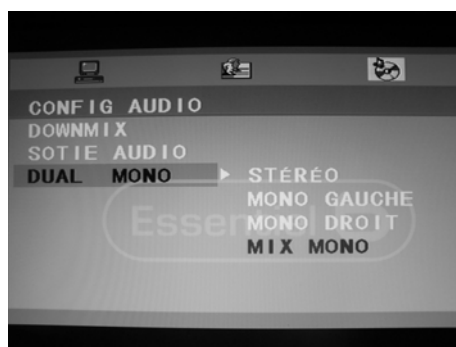 CONFIG AUDIO
DOWNMIX
SOTIE AUDIO
DUAL MONO
STÉRÉO
MONO GAUCHE
MONO DROIT
MIX MONO